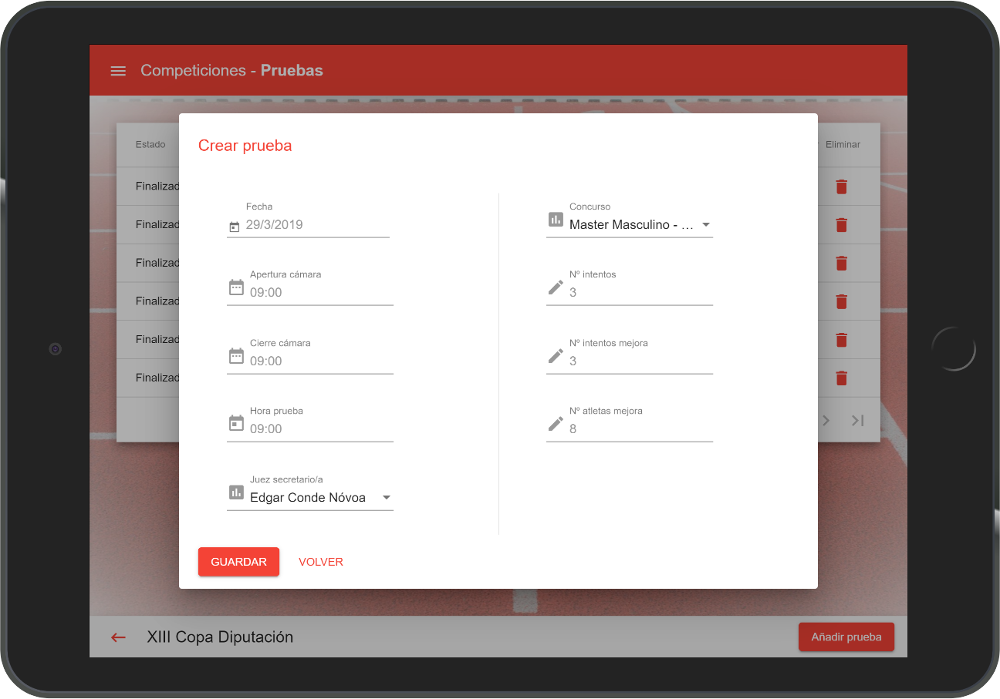 Competiciones - Pruebas
Estado
Eliminar
Finalizad
Finalizad
Finalizad
Finalizad
Finalizad
Finalizad
Crear prueba
Fecha
29/3/2019
Apertura cámara
09:00
Cierre cámara
09:00
Hora prueba
09:00
Juez secretario/a
Edgar Conde Nóvoa
Concurso
Master Masculino - ...
Nº intentos
3
Nº intentos mejora
3
Nº atletas mejora
8
GUARDAR VOLVER
XIII Copa Diputación
Añadir prueba